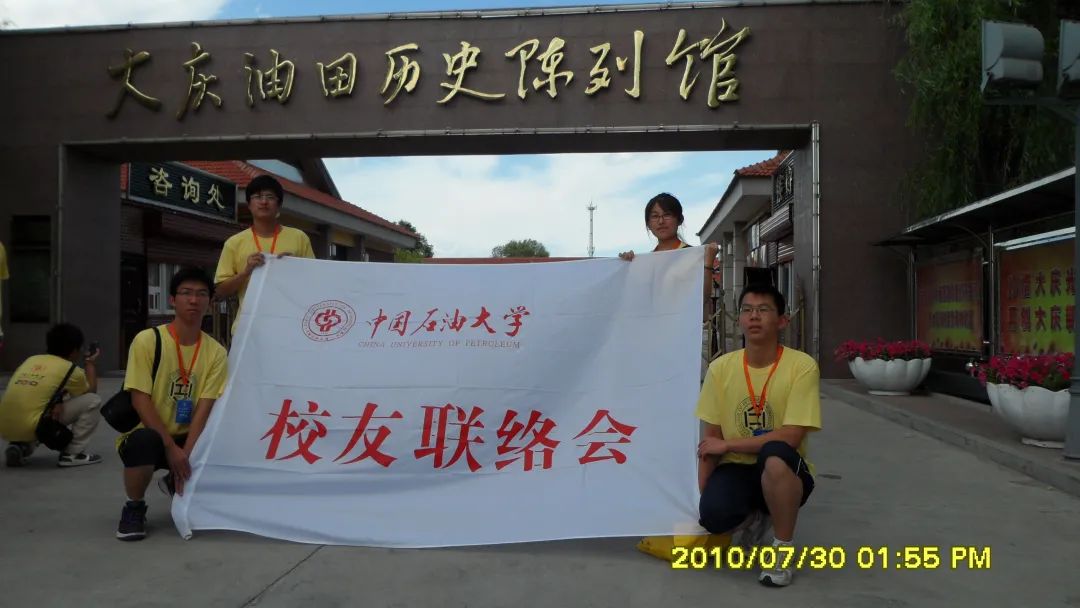 大庆油田历史陈列馆
咨询处
中国石油大学
CHINA UNIVERSITY OF PETROLEUM
校友联络会
2010/07/30 01:55 PM